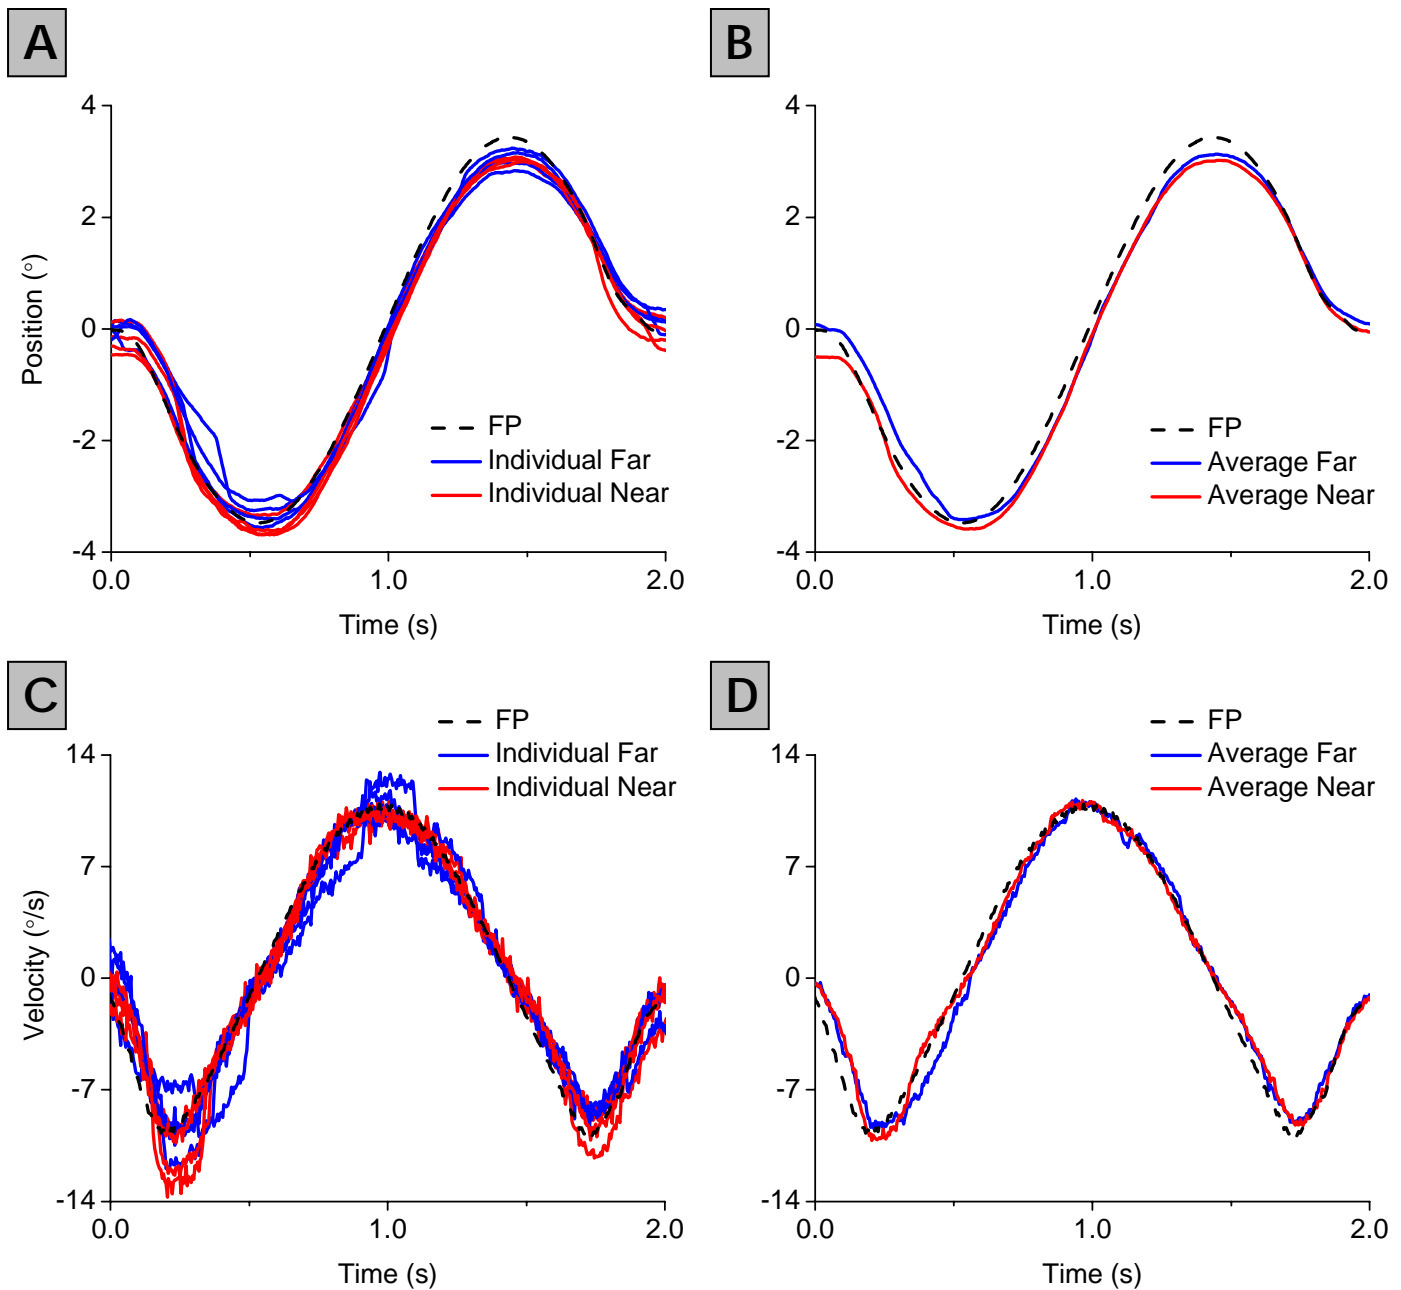 A
4
2
0
-2
-4
Position (°)
0.0
1.0
2.0
Time (s)
FP
Individual Far
Individual Near
B
4
2
0
-2
-4
0.0
1.0
2.0
Time (s)
FP
Average Far
Average Near
C
14
7
0
-7
-14
Velocity (°/s)
0.0
1.0
2.0
Time (s)
FP
Individual Far
Individual Near
D
14
7
0
-7
-14
0.0
1.0
2.0
Time (s)
FP
Average Far
Average Near